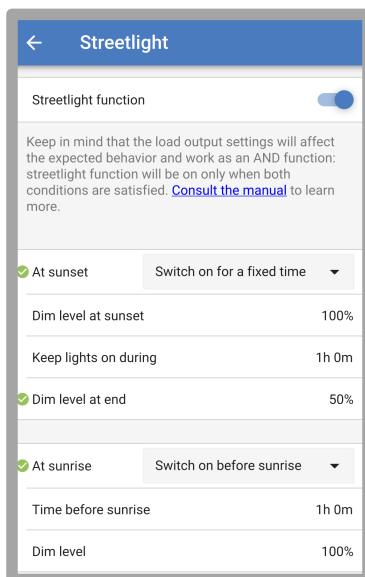 Streetlight
Streetlight function
Keep in mind that the load output settings will affect
the expected behavior and work as an AND function:
streetlight function will be on only when both
conditions are satisfied. Consult the manual to learn
more.
At sunset Switch on for a fixed time
Dim level at sunset 100%
Keep lights on during 1h 0m
Dim level at end 50%
At sunrise Switch on before sunrise
Time before sunrise 1h 0m
Dim level 100%